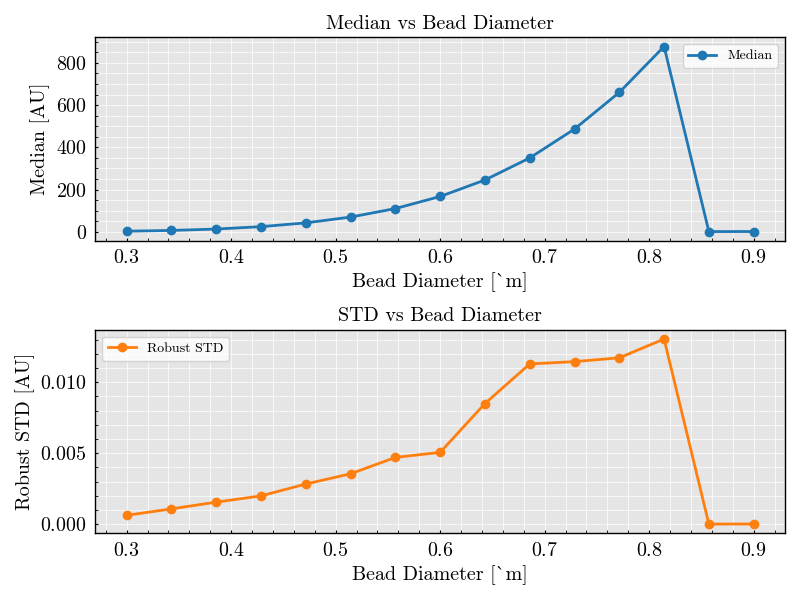 Median vs Bead Diameter
Median [AU]
800
600
400
200
0
Median
0.3 0.4 0.5 0.6 0.7 0.8 0.9
Bead Diameter [`m]
STD vs Bead Diameter
Robust STD [AU]
0.010
0.005
0.000
Robust STD
0.3 0.4 0.5 0.6 0.7 0.8 0.9
Bead Diameter [`m]